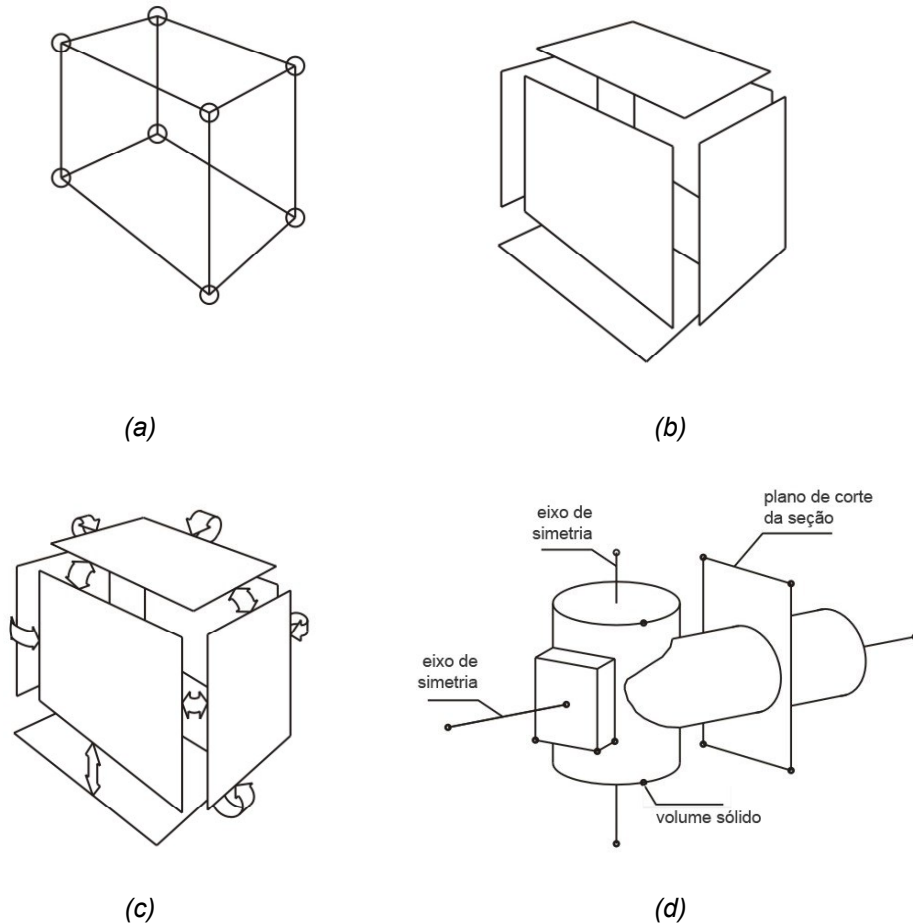 (a)
(b)
eixo de
simetria
plano de corte
da seção
eixo de
simetria
volume sólido
(c)
(d)